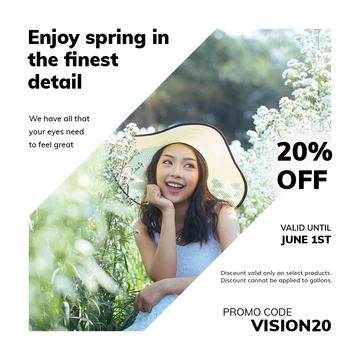 Enjoy spring in
the finest
detail
We have all that
your eyes need
to feel great
20%
OFF
VALID UNTIL
JUNE 1ST
Discount valid only on select products.
Discount cannot be applied to gallons.
PROMO CODE
VISION20